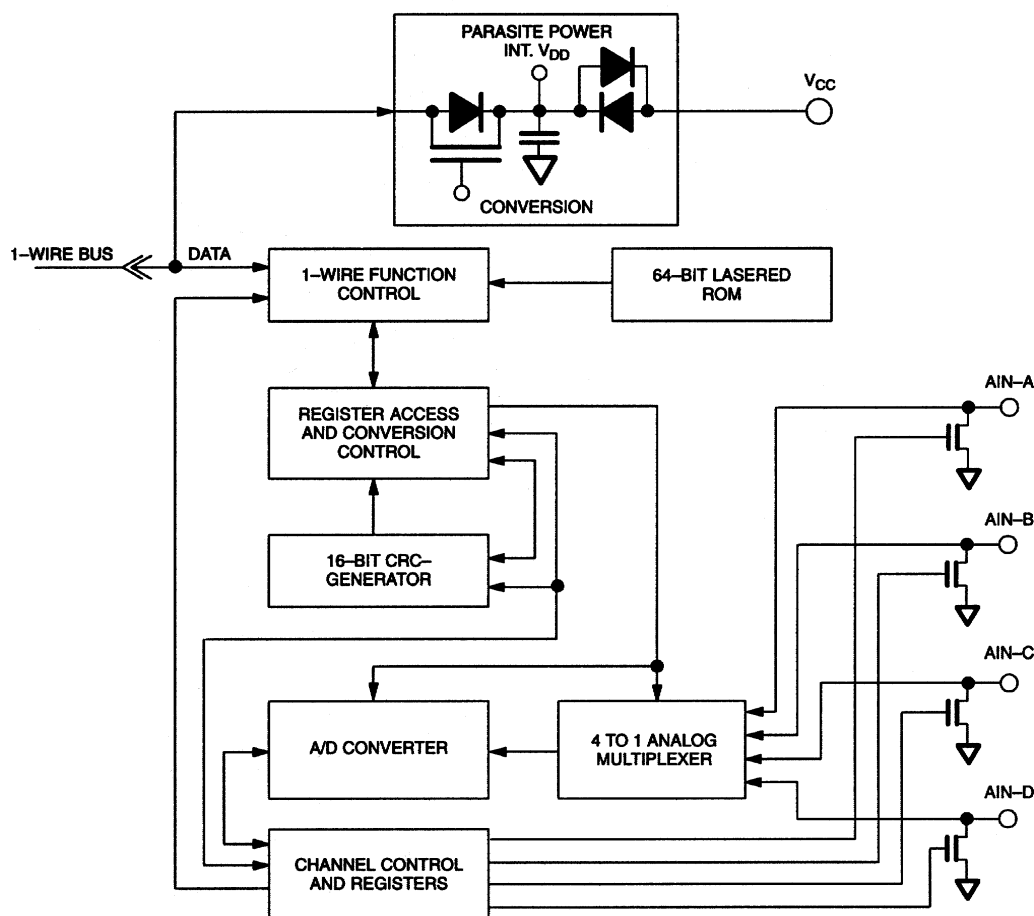 PARASITE POWER
INT. VDD
VCC
CONVERSION
1–WIRE BUS
DATA
1–WIRE FUNCTION
CONTROL
64–BIT LASERED
ROM
REGISTER ACCESS
AND CONVERSION
CONTROL
AIN–A
16–BIT CRC–
GENERATOR
AIN–B
AIN–C
A/D CONVERTER
4 TO 1 ANALOG
MULTIPLEXER
AIN–D
CHANNEL CONTROL
AND REGISTERS